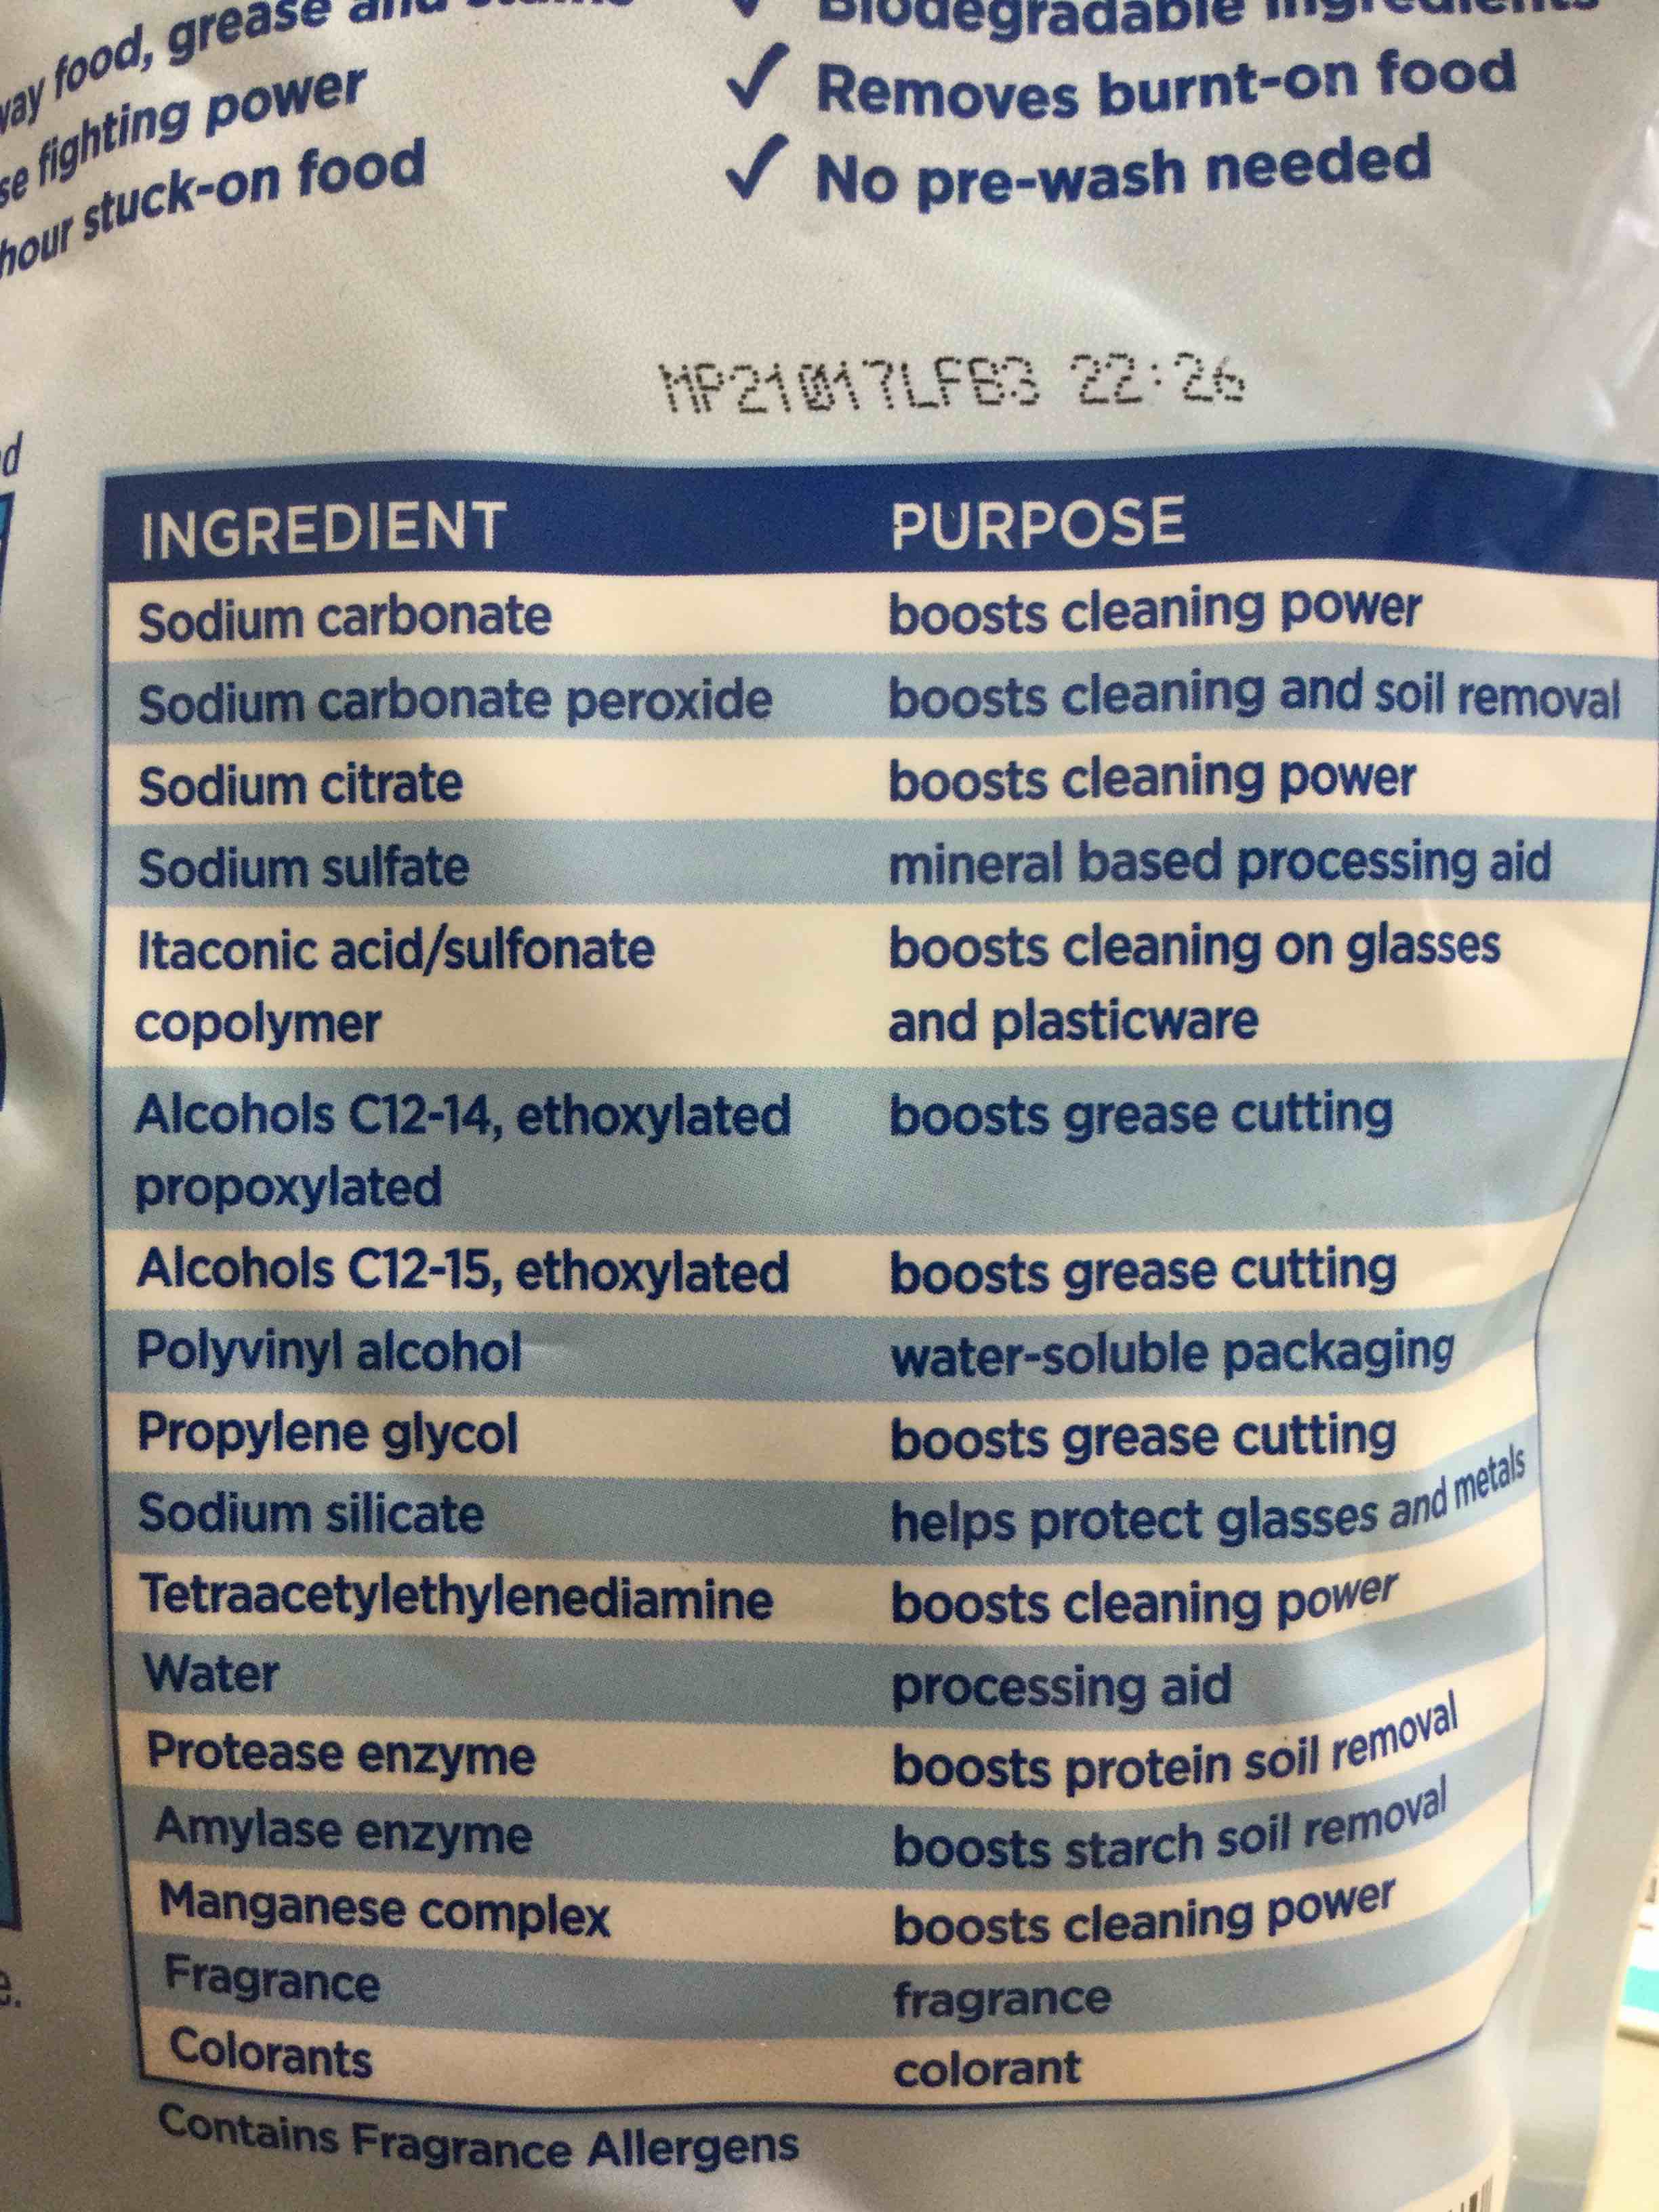 food, grease
fighting power
hour stuck-on food
Biodegradable ingredients
✓ Removes burnt-on food
✓ No pre-wash needed
MP21017LFB3 22:26
INGREDIENT PURPOSE
Sodium carbonate boosts cleaning power
Sodium carbonate peroxide boosts cleaning and soil removal
Sodium citrate boosts cleaning power
Sodium sulfate mineral based processing aid
Itaconic acid/sulfonate boosts cleaning on glasses
copolymer and plasticware
Alcohols C12-14, ethoxylated boosts grease cutting
propoxylated
Alcohols C12-15, ethoxylated boosts grease cutting
Polyvinyl alcohol water-soluble packaging
Propylene glycol boosts grease cutting
Sodium silicate helps protect glasses and metals
Tetraacetylethylenediamine boosts cleaning power
Water processing aid
Protease enzyme boosts protein soil removal
Amylase enzyme boosts starch soil removal
Manganese complex boosts cleaning power
Fragrance fragrance
Colorants colorant
Contains Fragrance Allergens